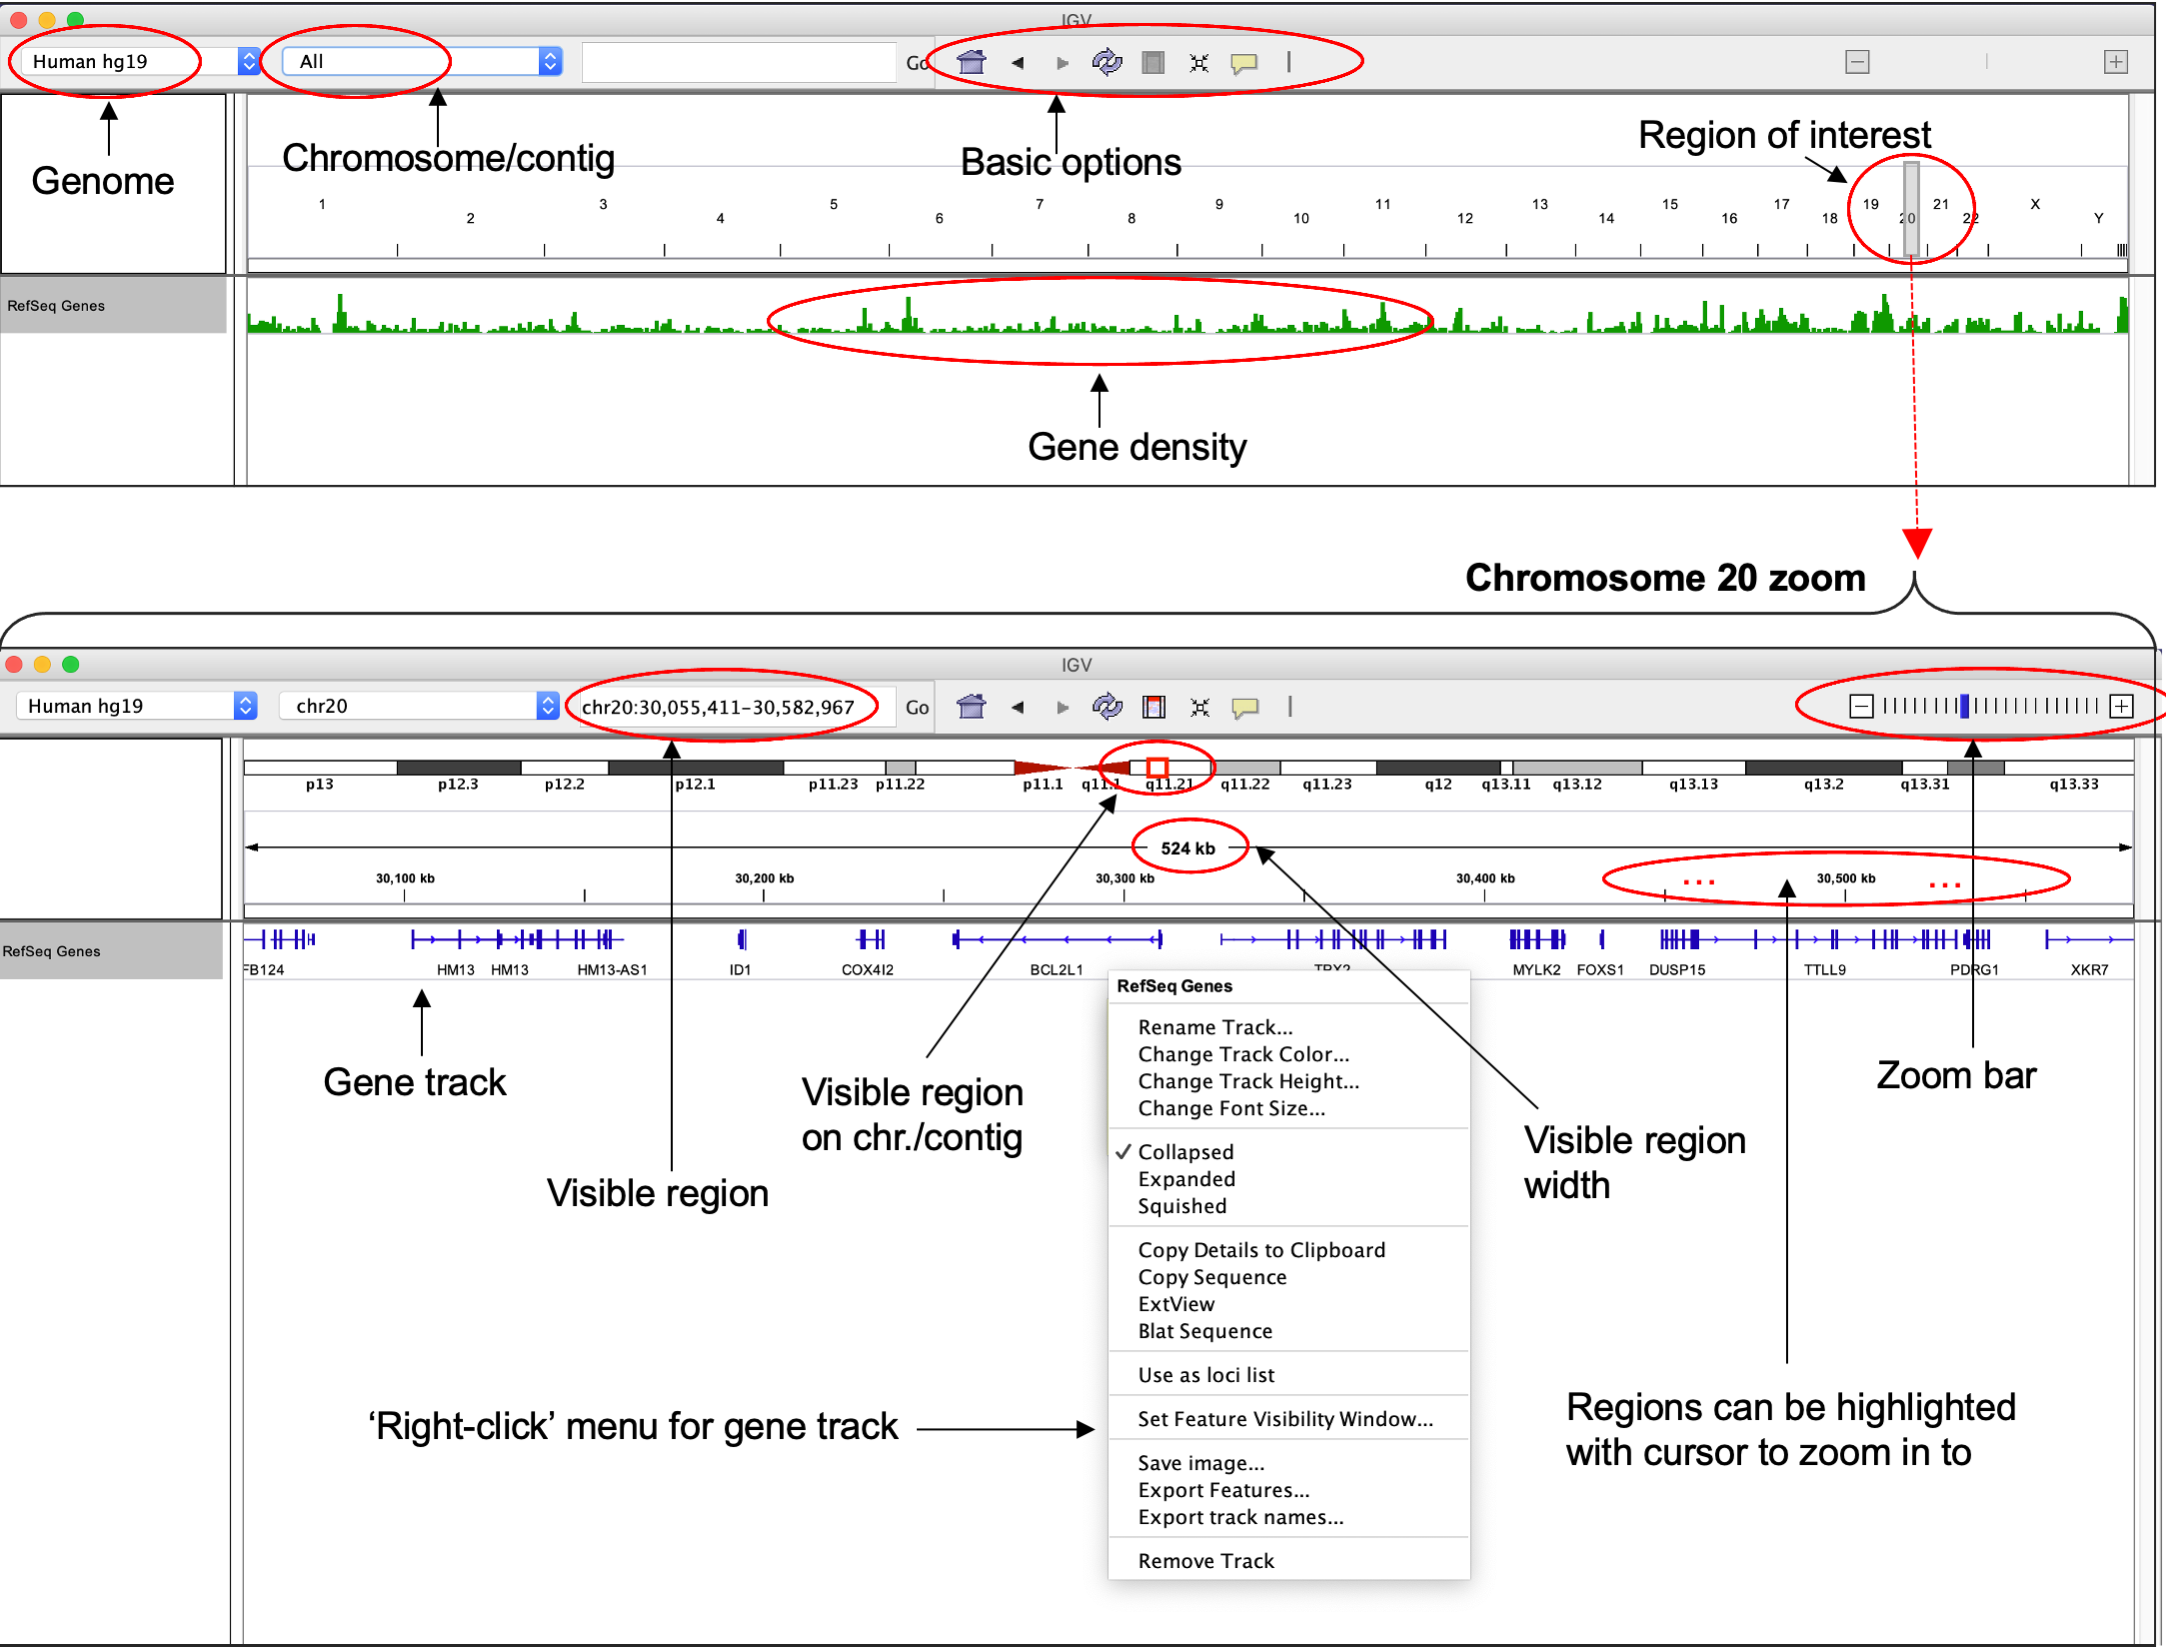 IGV
Human hg19
All
Go
Genome
Chromosome/contig
Basic options
Region of interest
1 2 3 4 5 6 7 8 9 10 11 12 13 14 15 16 17 18 19 20 21 22 X Y
RefSeq Genes
Gene density
Chromosome 20 zoom
IGV
Human hg19
chr20
chr20:30,055,411-30,582,967
Go
p13 p12.3 p12.2 p12.1 p11.23 p11.22 p11.1 q11.1 q11.21 q11.22 q11.23 q12 q13.11 q13.12 q13.13 q13.2 q13.31 q13.33
524 kb
30,100 kb 30,200 kb 30,300 kb 30,400 kb 30,500 kb
... ...
RefSeq Genes
FB124 HM13 HM13 HM13-AS1 ID1 COX4I2 BCL2L1 MYLK2 FOXS1 DUSP15 TTLL9 PDRG1 XKR7
Gene track
Visible region
Visible region
on chr./contig
Visible region
width
Zoom bar
Regions can be highlighted
with cursor to zoom in to
‘Right-click’ menu for gene track
RefSeq Genes
Rename Track...
Change Track Color...
Change Track Height...
Change Font Size...
✓ Collapsed
Expanded
Squished
Copy Details to Clipboard
Copy Sequence
ExtView
Blat Sequence
Use as loci list
Set Feature Visibility Window...
Save image...
Export Features...
Export track names...
Remove Track